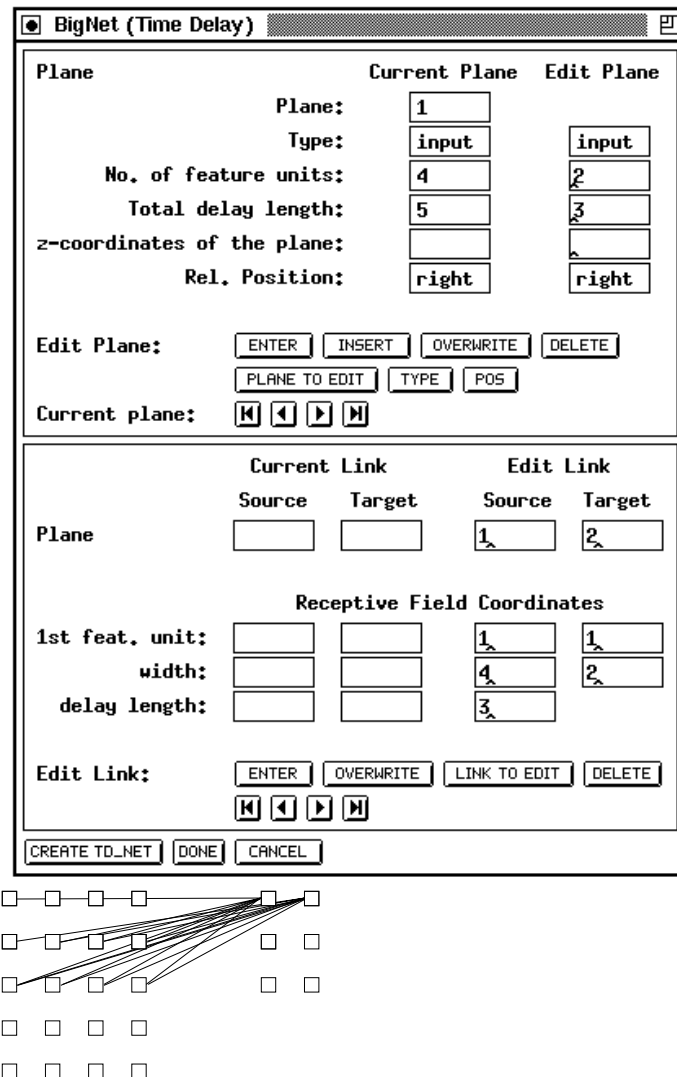 BigNet (Time Delay)
Plane Current Plane Edit Plane
Plane: 1
Type: input input
No. of feature units: 4 2
Total delay length: 5 3
z-coordinates of the plane:
Rel. Position: right right
Edit Plane: ENTER INSERT OVERWRITE DELETE
PLANE TO EDIT TYPE POS
Current plane:
Current Link Edit Link
Source Target Source Target
Plane 1 2
Receptive Field Coordinates
1st feat. unit: 1 1
width: 4 2
delay length: 3
Edit Link: ENTER OVERWRITE LINK TO EDIT DELETE
CREATE TD_NET DONE CANCEL